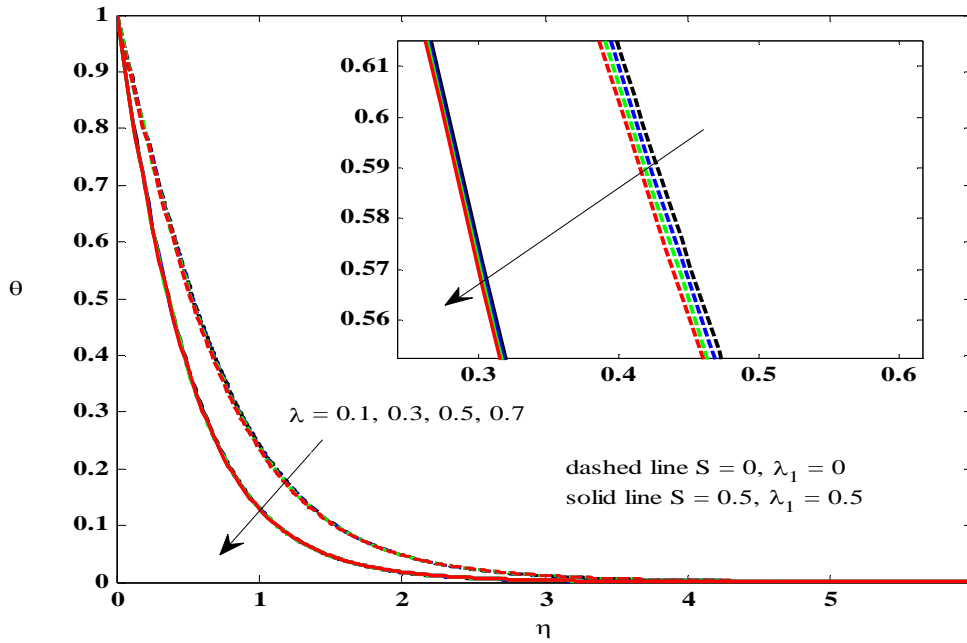 1
0.9
0.8
0.7
0.6
0.5
0.4
0.3
0.2
0.1
0
θ
0.61
0.6
0.59
0.58
0.57
0.56
0.3 0.4 0.5 0.6
λ = 0.1, 0.3, 0.5, 0.7
dashed line S = 0, λ₁ = 0
solid line S = 0.5, λ₁ = 0.5
0 1 2 3 4 5
η